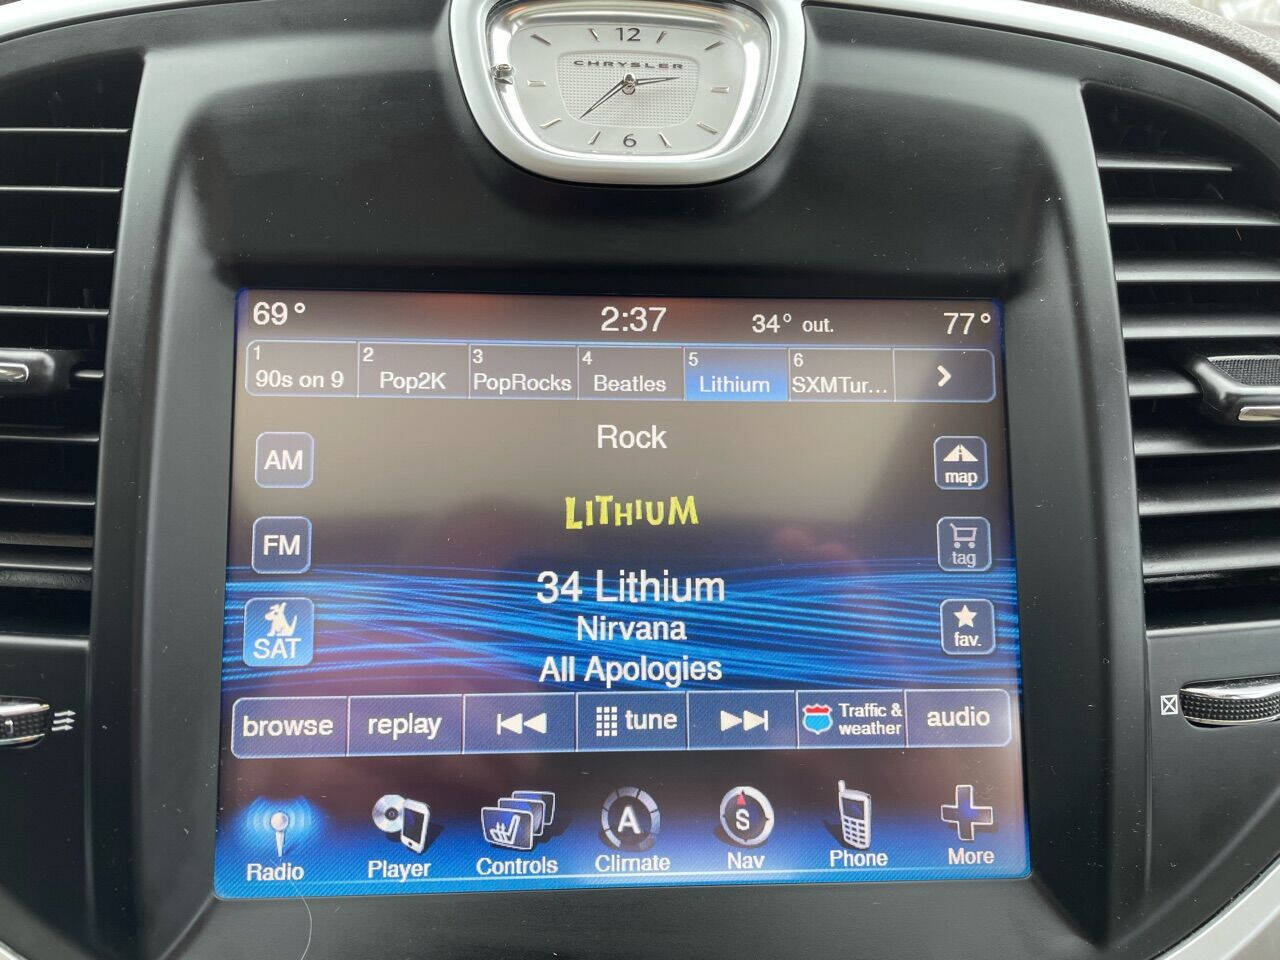 12
CHRYSLER
6
69° 2:37 34° out. 77°
1 2 3 4 5 6
90s on 9 Pop2K PopRocks Beatles Lithium SXMTur...
Rock
AM
map
LITHIUM
FM
tag
34 Lithium
SAT
Nirvana
fav.
All Apologies
browse replay tune Traffic & weather audio
A S
Radio Player Controls Climate Nav Phone More